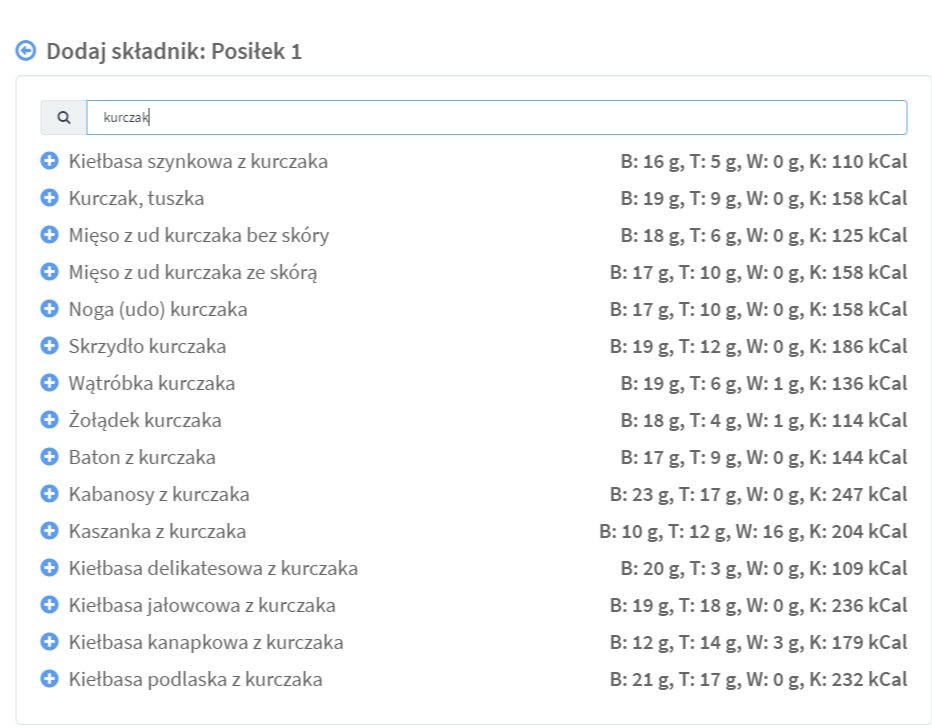 Dodaj składnik: Posiłek 1
kurczak
Kiełbasa szynkowa z kurczaka B: 16 g, T: 5 g, W: 0 g, K: 110 kCal
Kurczak, tuszka B: 19 g, T: 9 g, W: 0 g, K: 158 kCal
Mięso z ud kurczaka bez skóry B: 18 g, T: 6 g, W: 0 g, K: 125 kCal
Mięso z ud kurczaka ze skórą B: 17 g, T: 10 g, W: 0 g, K: 158 kCal
Noga (udo) kurczaka B: 17 g, T: 10 g, W: 0 g, K: 158 kCal
Skrzydło kurczaka B: 19 g, T: 12 g, W: 0 g, K: 186 kCal
Wątróbka kurczaka B: 19 g, T: 6 g, W: 1 g, K: 136 kCal
Żołądek kurczaka B: 18 g, T: 4 g, W: 1 g, K: 114 kCal
Baton z kurczaka B: 17 g, T: 9 g, W: 0 g, K: 144 kCal
Kabanosy z kurczaka B: 23 g, T: 17 g, W: 0 g, K: 247 kCal
Kaszanka z kurczaka B: 10 g, T: 12 g, W: 16 g, K: 204 kCal
Kiełbasa delikatesowa z kurczaka B: 20 g, T: 3 g, W: 0 g, K: 109 kCal
Kiełbasa jałowcowa z kurczaka B: 19 g, T: 18 g, W: 0 g, K: 236 kCal
Kiełbasa kanapkowa z kurczaka B: 12 g, T: 14 g, W: 3 g, K: 179 kCal
Kiełbasa podlaska z kurczaka B: 21 g, T: 17 g, W: 0 g, K: 232 kCal